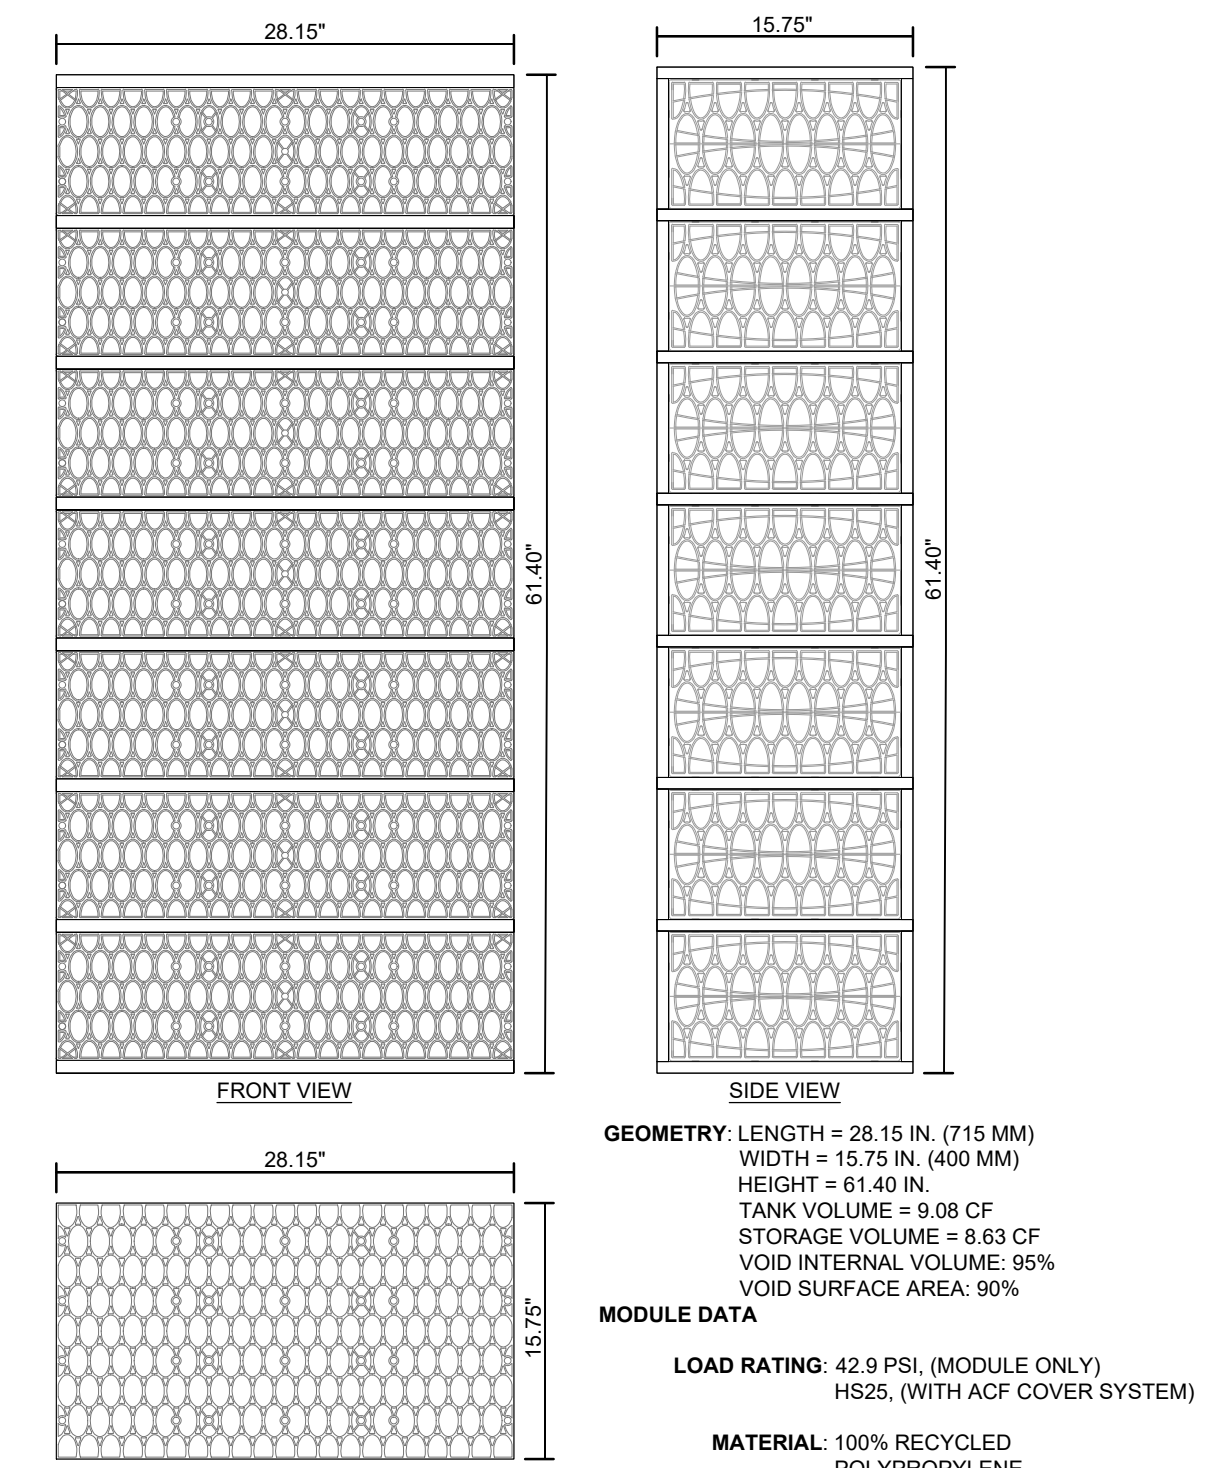 28.15"
15.75"
61.40"
61.40"
FRONT VIEW
SIDE VIEW
28.15"
15.75"
GEOMETRY: LENGTH = 28.15 IN. (715 MM)
WIDTH = 15.75 IN. (400 MM)
HEIGHT = 61.40 IN.
TANK VOLUME = 9.08 CF
STORAGE VOLUME = 8.63 CF
VOID INTERNAL VOLUME: 95%
VOID SURFACE AREA: 90%
MODULE DATA
LOAD RATING: 42.9 PSI, (MODULE ONLY)
HS25, (WITH ACF COVER SYSTEM)
MATERIAL: 100% RECYCLED
POLYPROPYLENE